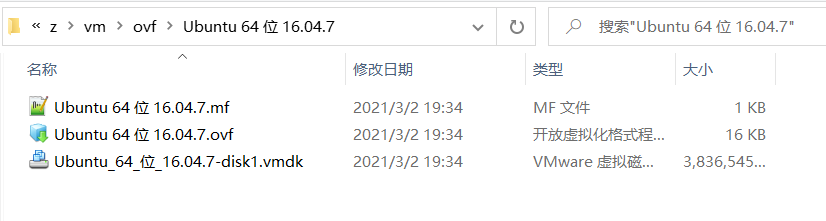 « z › vm › ovf › Ubuntu 64 位 16.04.7
搜索"Ubuntu 64 位 16.04.7"
名称 修改日期 类型 大小
Ubuntu 64 位 16.04.7.mf 2021/3/2 19:34 MF 文件 1 KB
Ubuntu 64 位 16.04.7.ovf 2021/3/2 19:34 开放虚拟化格式程... 16 KB
Ubuntu_64_位_16.04.7-disk1.vmdk 2021/3/2 19:34 VMware 虚拟磁... 3,836,545...